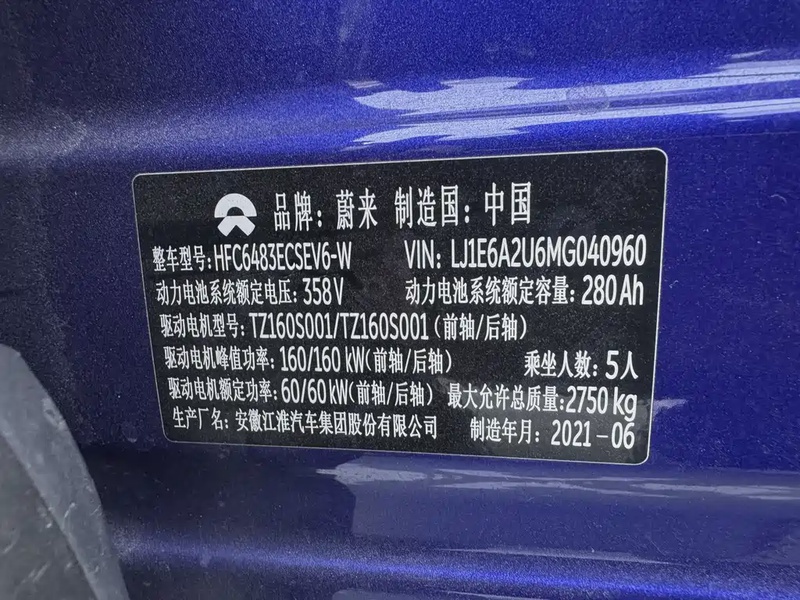 品牌：蔚来 制造国：中国
整车型号：HFC6483ECSEV6-W VIN：LJ1E6A2U6MG040960
动力电池系统额定电压：358V 动力电池系统额定容量：280Ah
驱动电机型号：TZ160S001/TZ160S001（前轴/后轴）
驱动电机峰值功率：160/160kW（前轴/后轴） 乘坐人数：5人
驱动电机额定功率：60/60kW（前轴/后轴） 最大允许总质量：2750kg
生产厂名：安徽江淮汽车集团股份有限公司 制造年月：2021-06